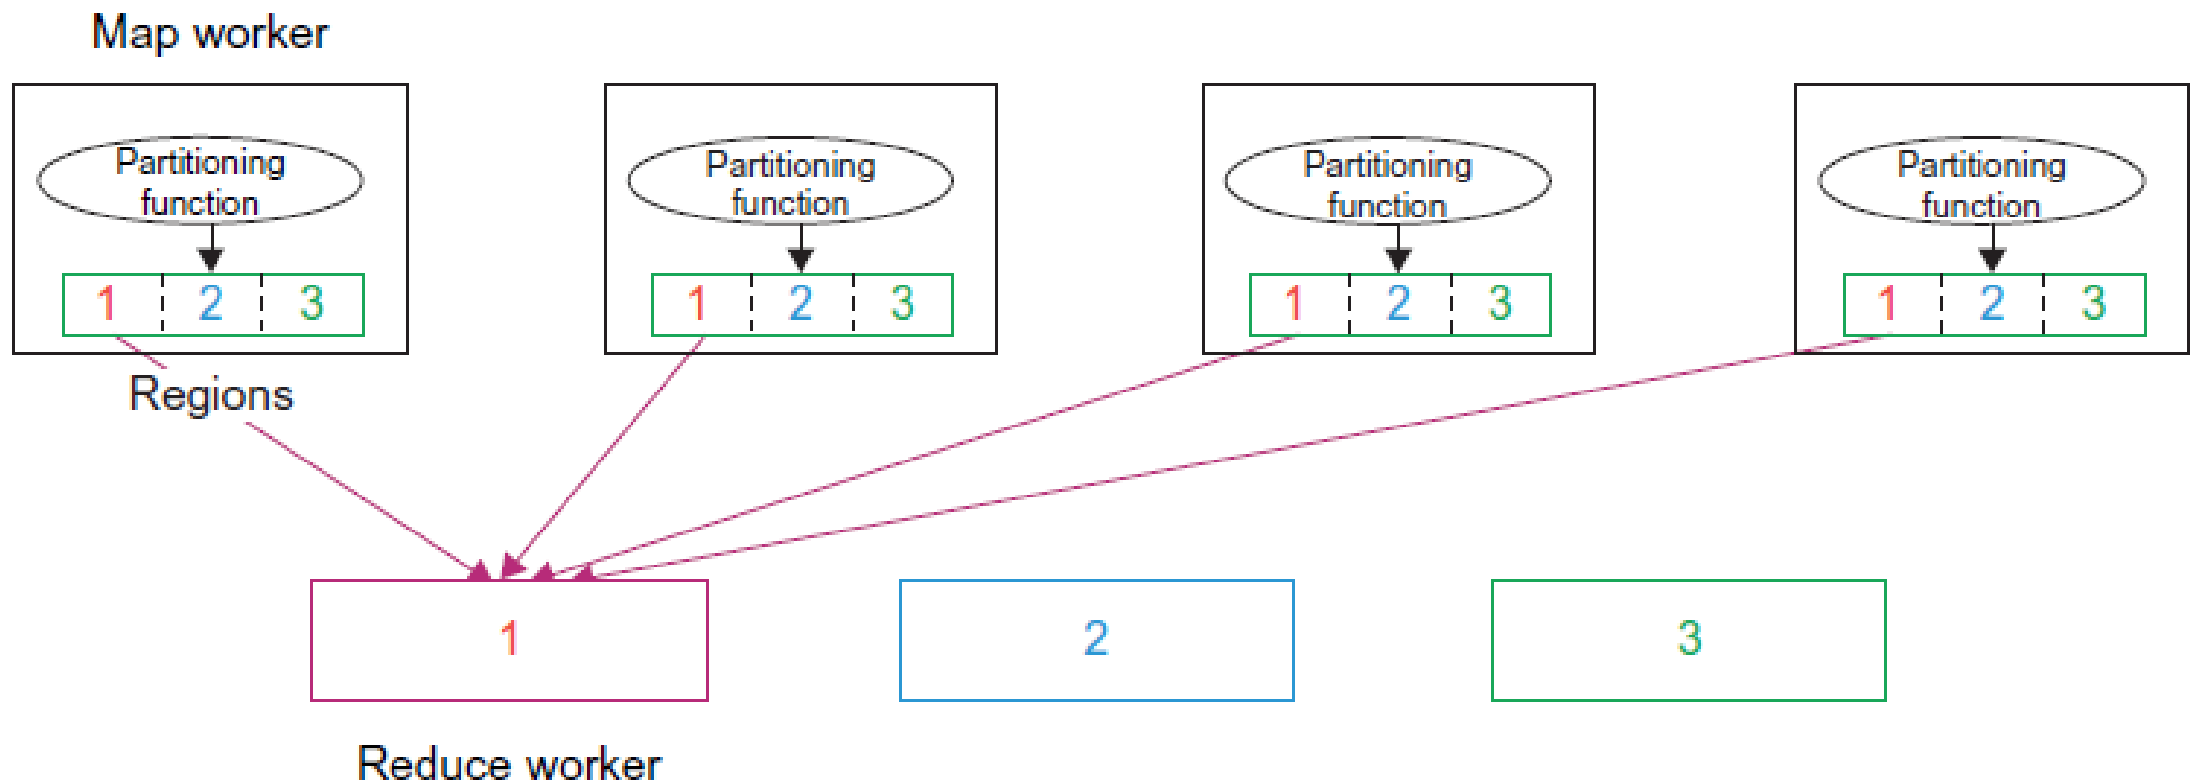 Map worker
Partitioning
function
1 2 3
Partitioning
function
1 2 3
Partitioning
function
1 2 3
Partitioning
function
1 2 3
Regions
1
2
3
Reduce worker